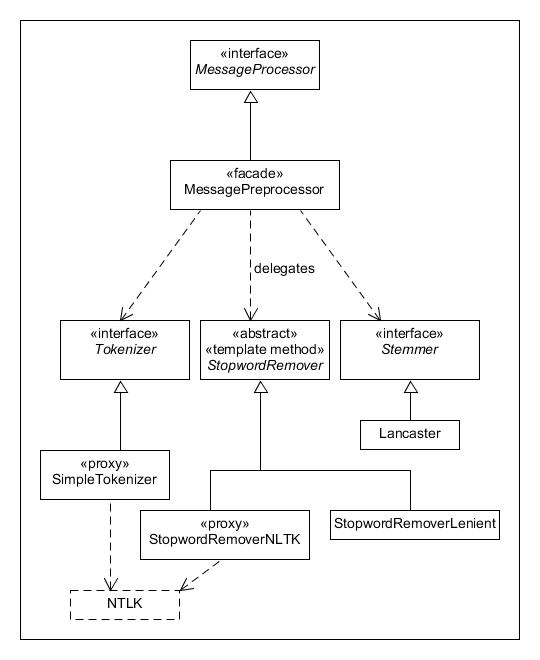 «interface»
MessageProcessor
«facade»
MessagePreprocessor
delegates
«interface»
Tokenizer
«abstract»
«template method»
StopwordRemover
«interface»
Stemmer
Lancaster
«proxy»
SimpleTokenizer
«proxy»
StopwordRemoverNLTK
StopwordRemoverLenient
NTLK